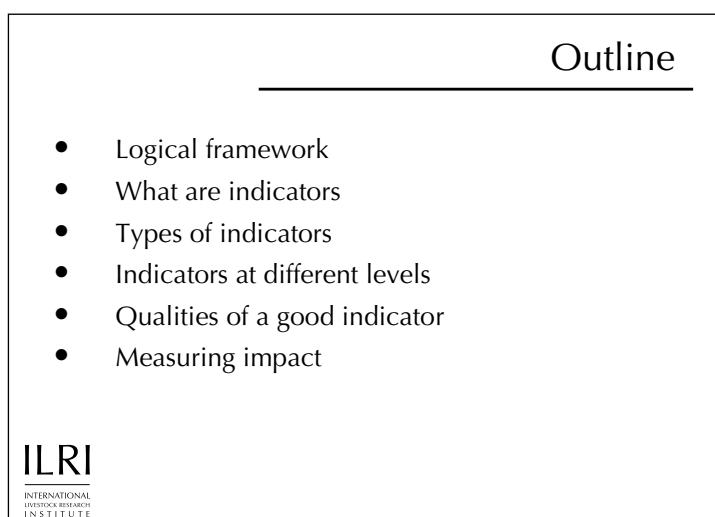 Outline
• Logical framework
• What are indicators
• Types of indicators
• Indicators at different levels
• Qualities of a good indicator
• Measuring impact
ILRI
INTERNATIONAL
LIVESTOCK RESEARCH
INSTITUTE